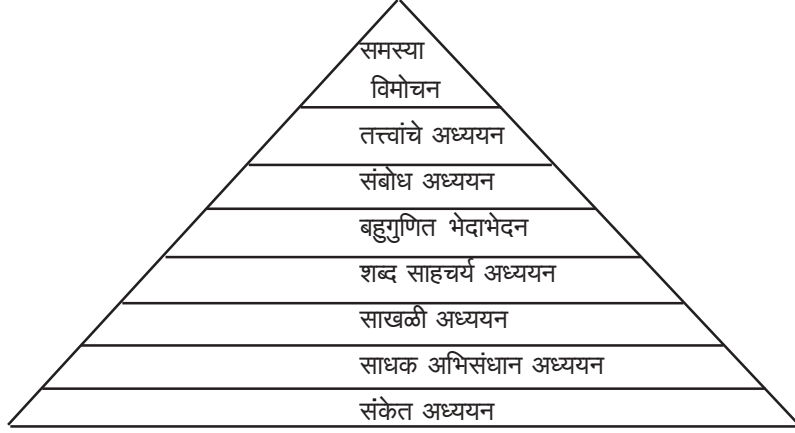 समस्या
विमोचन
तत्त्वांचे अध्ययन
संबोध अध्ययन
बहुगुणित भेदाभेदन
शब्द साहचर्य अध्ययन
साखळी अध्ययन
साधक अभिसंधान अध्ययन
संकेत अध्ययन